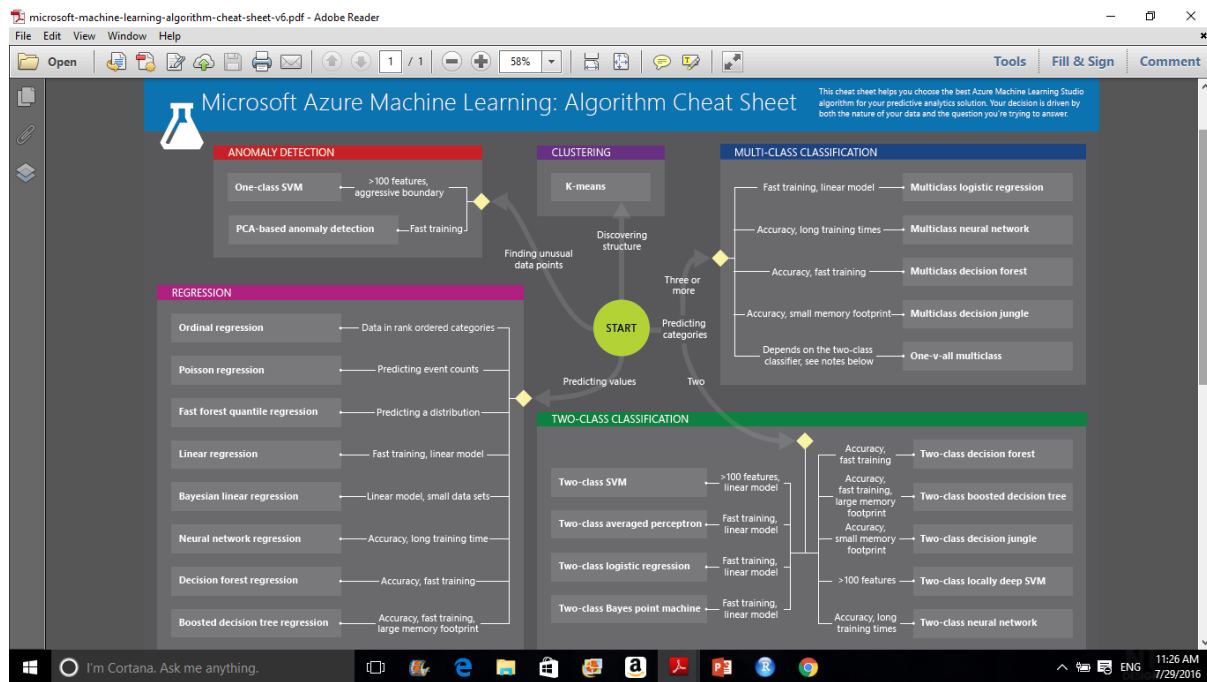 microsoft-machine-learning-algorithm-cheat-sheet-v6.pdf - Adobe Reader
File Edit View Window Help
Open
1 / 1
58%
Tools
Fill & Sign
Comment
Microsoft Azure Machine Learning: Algorithm Cheat Sheet
This cheat sheet helps you choose the best Azure Machine Learning Studio
algorithm for your predictive analytics solution. Your decision is driven by
both the nature of your data and the question you're trying to answer.
ANOMALY DETECTION
One-class SVM
>100 features,
aggressive boundary
PCA-based anomaly detection
Fast training
CLUSTERING
K-means
MULTI-CLASS CLASSIFICATION
Fast training, linear model
Multiclass logistic regression
Accuracy, long training times
Multiclass neural network
Accuracy, fast training
Multiclass decision forest
Accuracy, small memory footprint
Multiclass decision jungle
Depends on the two-class
classifier, see notes below
One-v-all multiclass
Finding unusual
data points
Discovering
structure
Three or
more
START
Predicting
categories
Predicting values
Two
REGRESSION
Ordinal regression
Data in rank ordered categories
Poisson regression
Predicting event counts
Fast forest quantile regression
Predicting a distribution
Linear regression
Fast training, linear model
Bayesian linear regression
Linear model, small data sets
Neural network regression
Accuracy, long training time
Decision forest regression
Accuracy, fast training
Boosted decision tree regression
Accuracy, fast training,
large memory footprint
TWO-CLASS CLASSIFICATION
Two-class SVM
>100 features,
linear model
Two-class averaged perceptron
Fast training,
linear model
Two-class logistic regression
Fast training,
linear model
Two-class Bayes point machine
Fast training,
linear model
Accuracy,
fast training
Two-class decision forest
Accuracy,
fast training,
large memory
footprint
Two-class boosted decision tree
Accuracy,
small memory
footprint
Two-class decision jungle
>100 features
Two-class locally deep SVM
Accuracy, long
training times
Two-class neural network
I'm Cortana. Ask me anything.
ENG
11:26 AM
7/29/2016